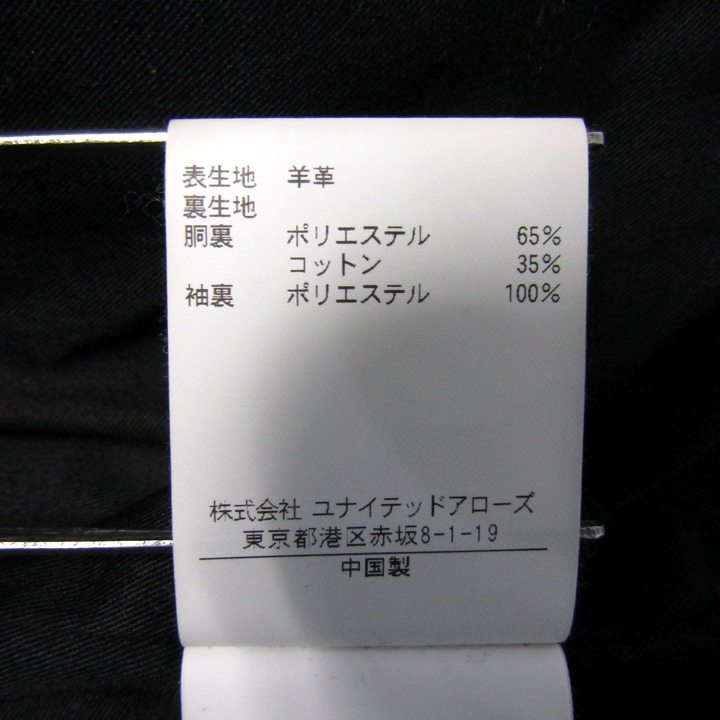 表生地 羊革
裏生地
胴裏 ポリエステル 65%
コットン 35%
袖裏 ポリエステル 100%
株式会社 ユナイテッドアローズ
東京都港区赤坂8-1-19
中国製